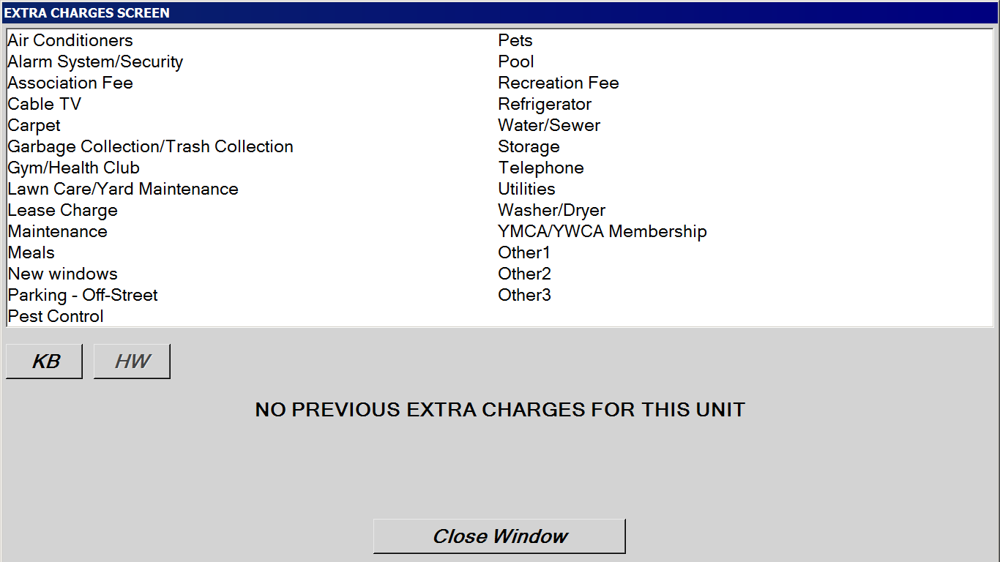 EXTRA CHARGES SCREEN
Air Conditioners
Alarm System/Security
Association Fee
Cable TV
Carpet
Garbage Collection/Trash Collection
Gym/Health Club
Lawn Care/Yard Maintenance
Lease Charge
Maintenance
Meals
New windows
Parking - Off-Street
Pest Control
Pets
Pool
Recreation Fee
Refrigerator
Water/Sewer
Storage
Telephone
Utilities
Washer/Dryer
YMCA/YWCA Membership
Other1
Other2
Other3
KB
HW
NO PREVIOUS EXTRA CHARGES FOR THIS UNIT
Close Window